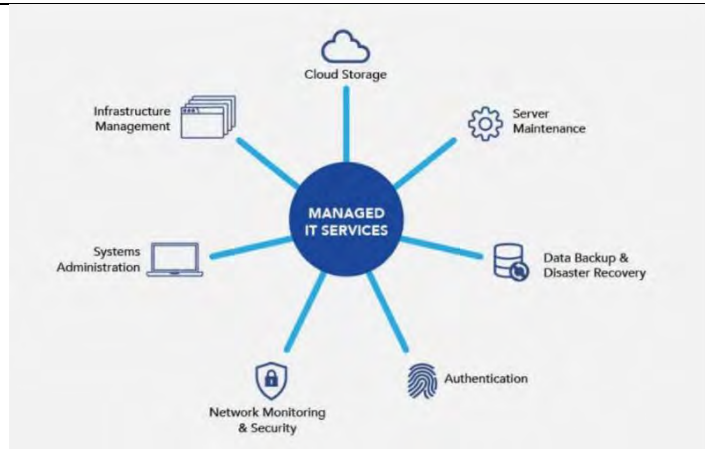 Cloud Storage
Infrastructure
Management
Server
Maintenance
MANAGED
IT SERVICES
Systems
Administration
Data Backup &
Disaster Recovery
Authentication
Network Monitoring
& Security